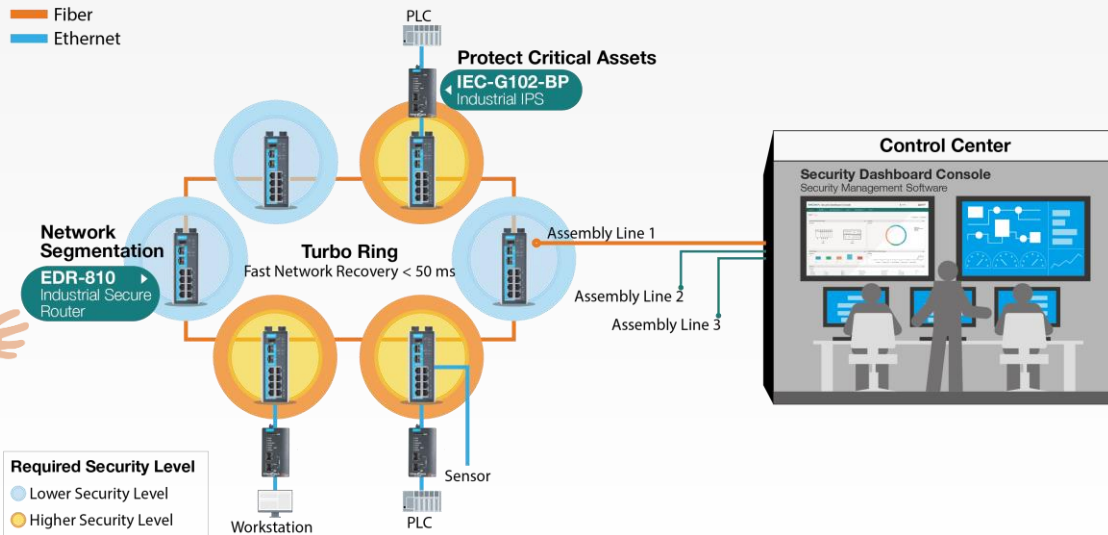 Fiber
Ethernet
PLC
Protect Critical Assets
IEC-G102-BP
Industrial IPS
Control Center
Security Dashboard Console
Security Management Software
Network
Segmentation
EDR-810
Industrial Secure
Router
Turbo Ring
Fast Network Recovery < 50 ms
Assembly Line 1
Assembly Line 2
Assembly Line 3
Sensor
Required Security Level
Lower Security Level
Higher Security Level
Workstation
PLC